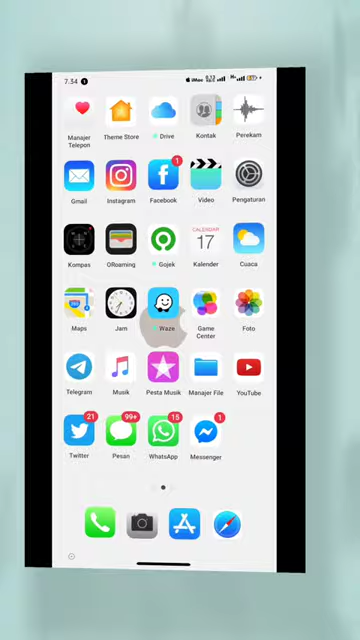 7.34
iMoo
Manajer Telepon
Theme Store
Drive
Kontak
Perekam
1
Gmail
Instagram
Facebook
Video
Pengaturan
CALENDAR
17
Kompas
ORoaming
Gojek
Kalender
Cuaca
280
Maps
Jam
Waze
Game Center
Foto
Telegram
Musik
Pesta Musik
Manajer File
YouTube
21
99+
15
1
Twitter
Pesan
WhatsApp
Messenger